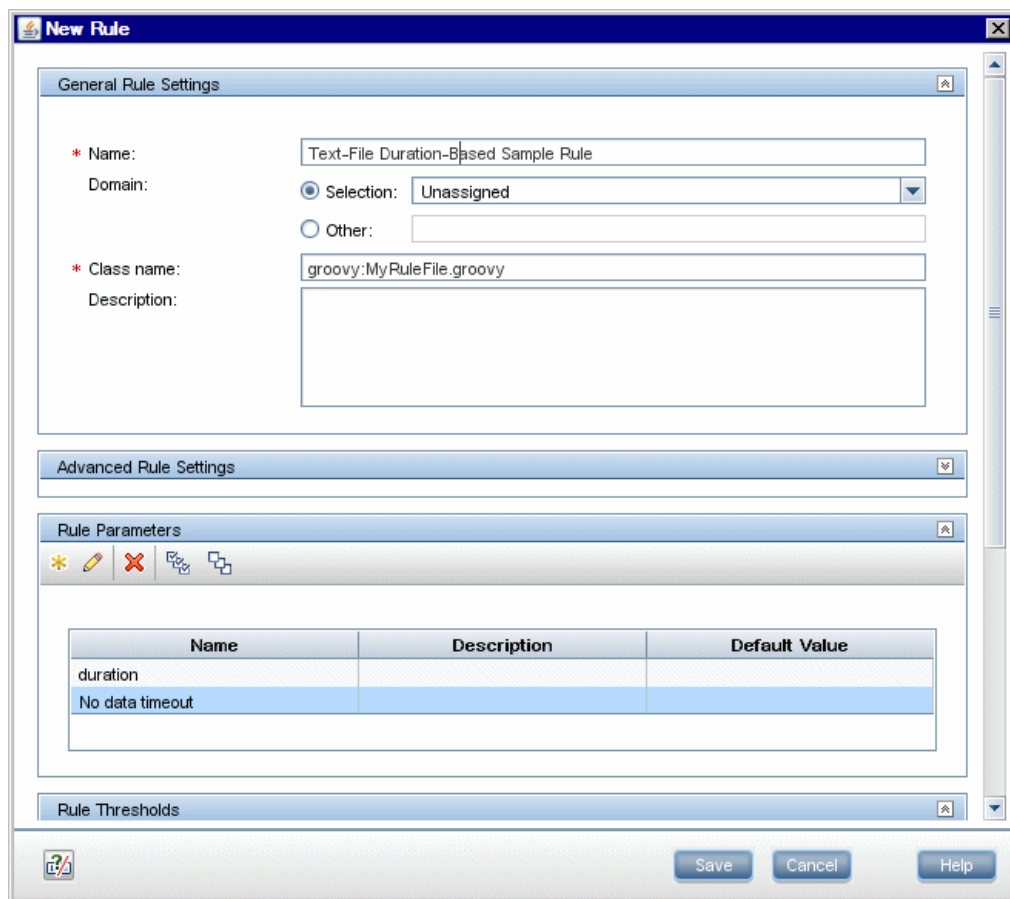 New Rule
General Rule Settings
* Name:
Text-File Duration-Based Sample Rule
Domain:
Selection:
Unassigned
Other:
* Class name:
groovy:MyRuleFile.groovy
Description:
Advanced Rule Settings
Rule Parameters
Name Description Default Value
duration
No data timeout
Rule Thresholds
Save Cancel Help